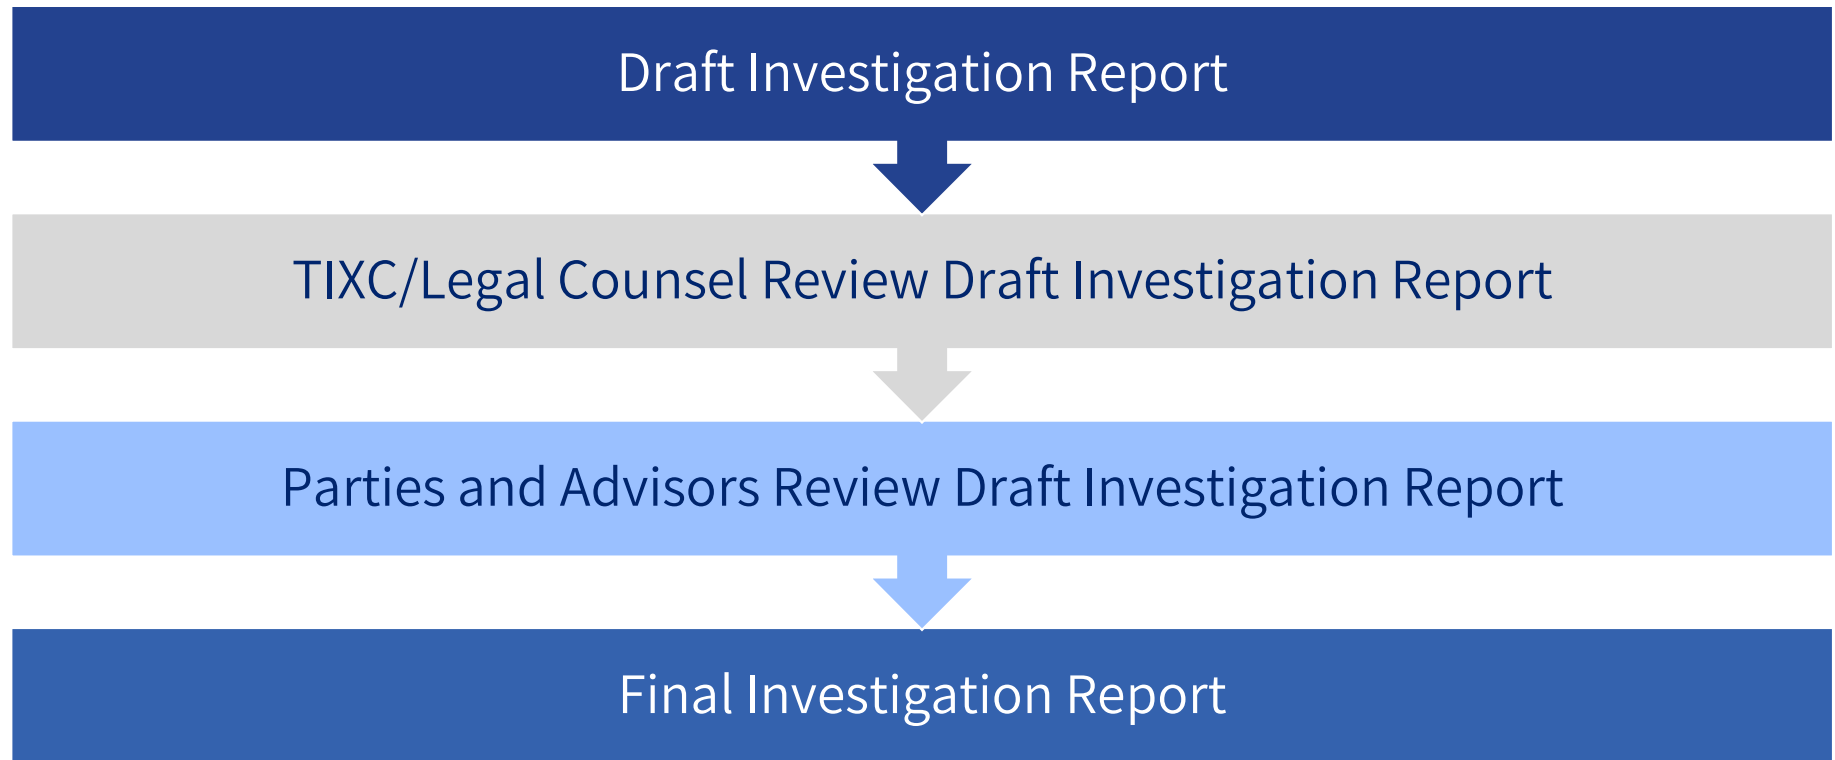 Draft Investigation Report
TIXC/Legal Counsel Review Draft Investigation Report
Parties and Advisors Review Draft Investigation Report
Final Investigation Report